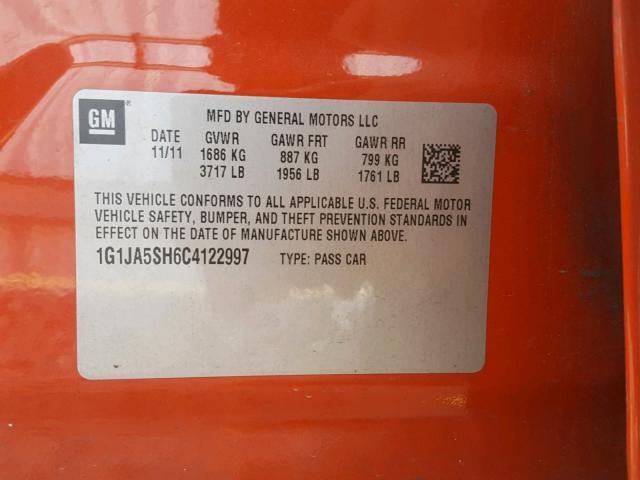 GM ®
MFD BY GENERAL MOTORS LLC
DATE GVWR GAWR FRT GAWR RR
11/11 1686 KG 887 KG 799 KG
3717 LB 1956 LB 1761 LB
THIS VEHICLE CONFORMS TO ALL APPLICABLE U.S. FEDERAL MOTOR
VEHICLE SAFETY, BUMPER, AND THEFT PREVENTION STANDARDS IN
EFFECT ON THE DATE OF MANUFACTURE SHOWN ABOVE.
1G1JA5SH6C4122997 TYPE: PASS CAR